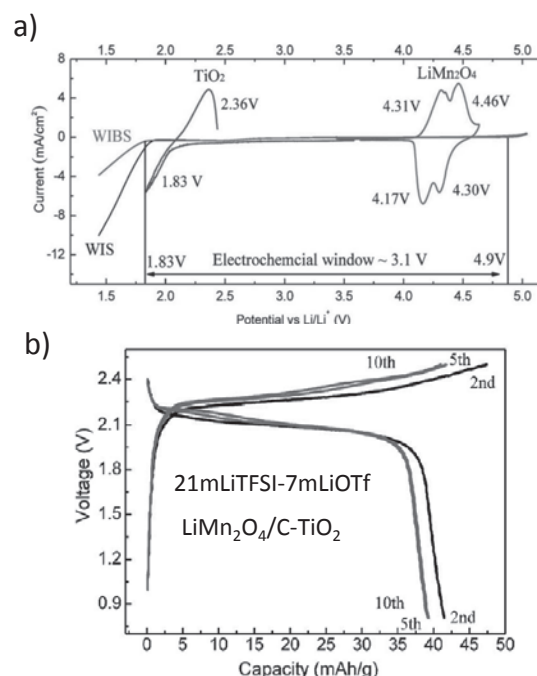 a)
2.0 2.5 3.0 3.5 4.0 4.5 5.0
8
4
0
-4
-8
-12
Current (mA/cm²)
TiO₂
LiMn₂O₄
2.36V
4.31V
4.46V
WIBS
1.83 V
4.17V
4.30V
WIS
1.83V
Electrochemcial window ~ 3.1 V
4.9V
1.5 2.0 2.5 3.0 3.5 4.0 4.5 5.0
Potential vs Li/Li⁺ (V)
b)
2.4
2.1
1.8
1.5
1.2
0.9
Voltage (V)
10th
5th
2nd
21mLiTFSI-7mLiOTf
LiMn₂O₄/C-TiO₂
10th
5th
2nd
0 5 10 15 20 25 30 35 40 45 50
Capacity (mAh/g)